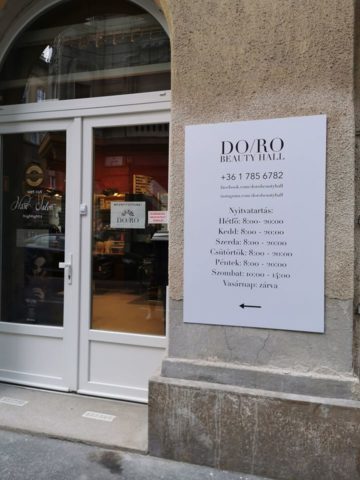 DO/RO
BEAUTY HALL
+36 1 785 6782
facebook.com/dorobeautyhall
instagram.com/dorobeautyhall
Nyitvatartás:
Hétfő: 8:00 - 20:00
Kedd: 8:00 - 20:00
Szerda: 8:00 - 20:00
Csütörtök: 8:00 - 20:00
Péntek: 8:00 - 20:00
Szombat: 10:00 - 15:00
Vasárnap: zárva
DO/RO
Hair Salon
highlights